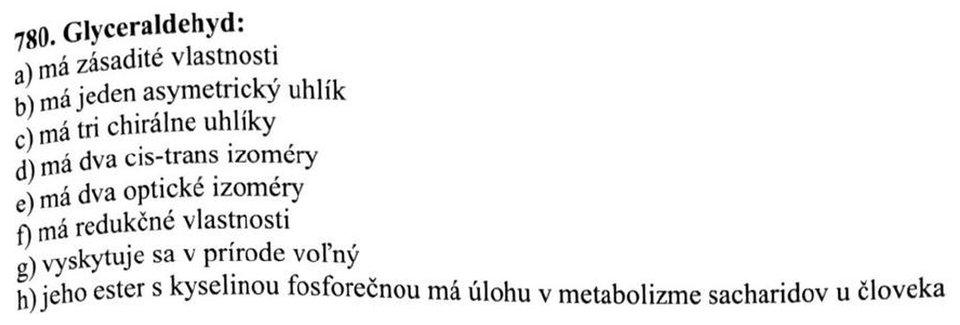 780. Glyceraldehyd:
a) má zásadité vlastnosti
b) má jeden asymetrický uhlík
c) má tri chirálne uhlíky
d) má dva cis-trans izoméry
e) má dva optické izoméry
f) má redukčné vlastnosti
g) vyskytuje sa v prírode voľný
h) jeho ester s kyselinou fosforečnou má úlohu v metabolizme sacharidov u človeka